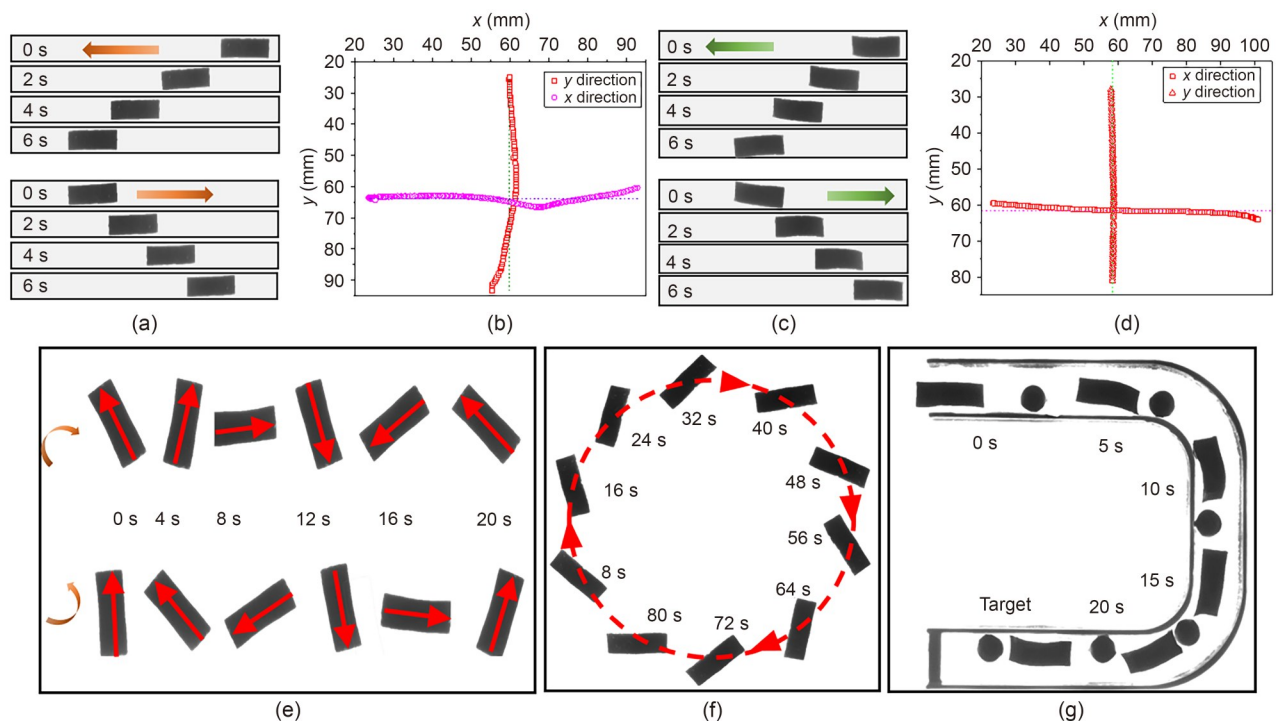 0 s
2 s
4 s
6 s
0 s
2 s
4 s
6 s
(a)
x (mm)
20 30 40 50 60 70 80 90
20
30
40
50
60
70
80
90
y (mm)
y direction
x direction
(b)
0 s
2 s
4 s
6 s
0 s
2 s
4 s
6 s
(c)
x (mm)
20 30 40 50 60 70 80 90 100
20
30
40
50
60
70
80
y (mm)
x direction
y direction
(d)
0 s 4 s 8 s 12 s 16 s 20 s
(e)
32 s
40 s
24 s
48 s
16 s
56 s
8 s
64 s
80 s
72 s
(f)
0 s
5 s
10 s
15 s
Target
20 s
(g)